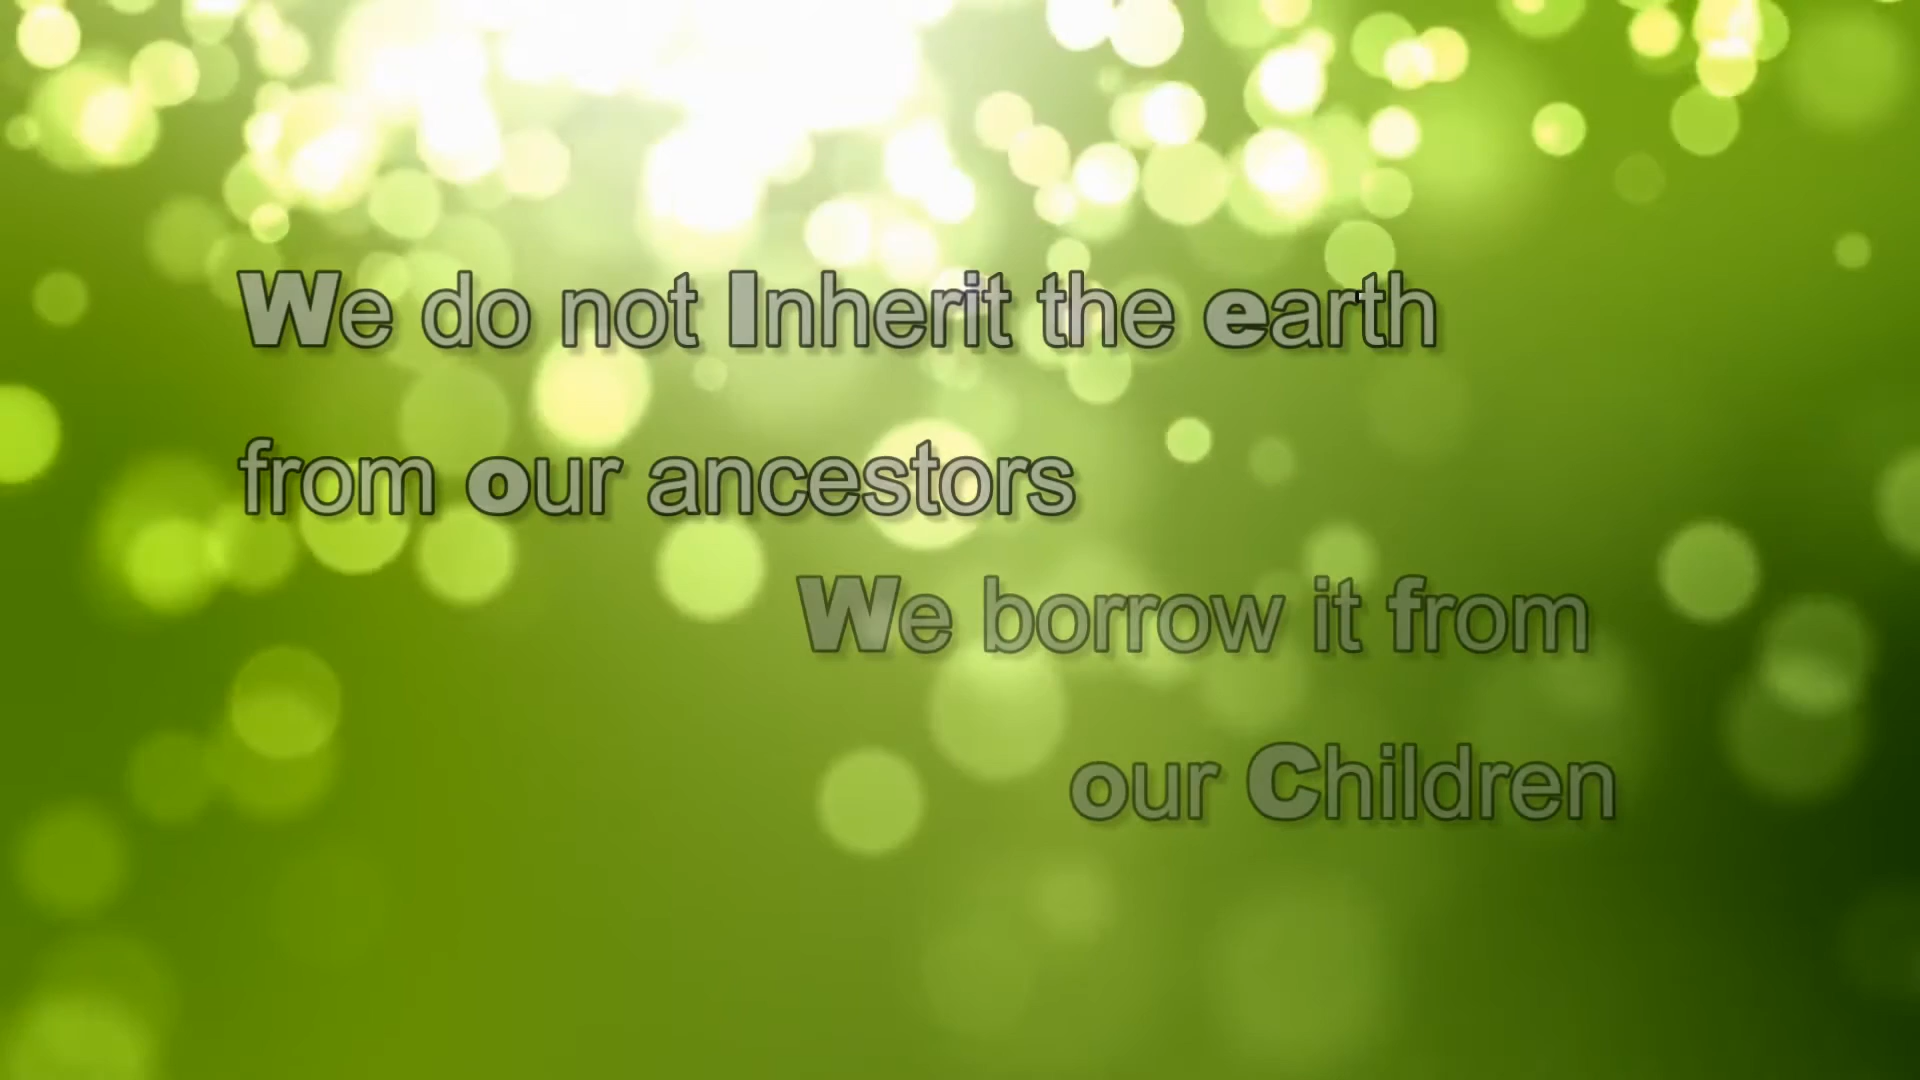 We do not Inherit the earth
from our ancestors
We borrow it from
our Children